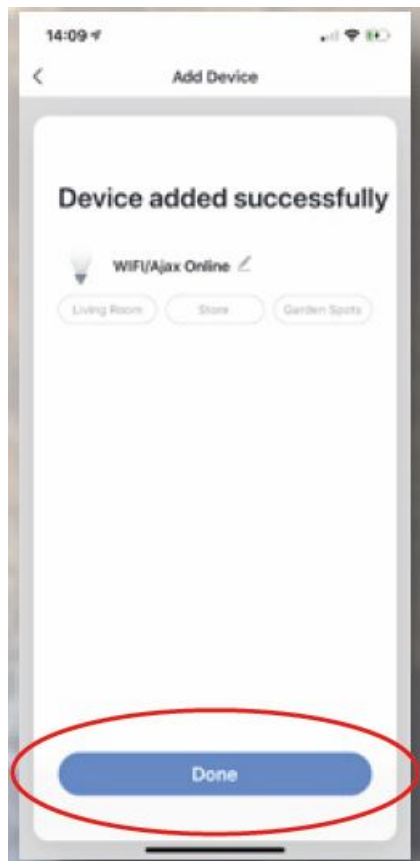 14:09
Add Device
Device added successfully
WIFI/Ajax Online
Living Room Store Garden Spots
Done